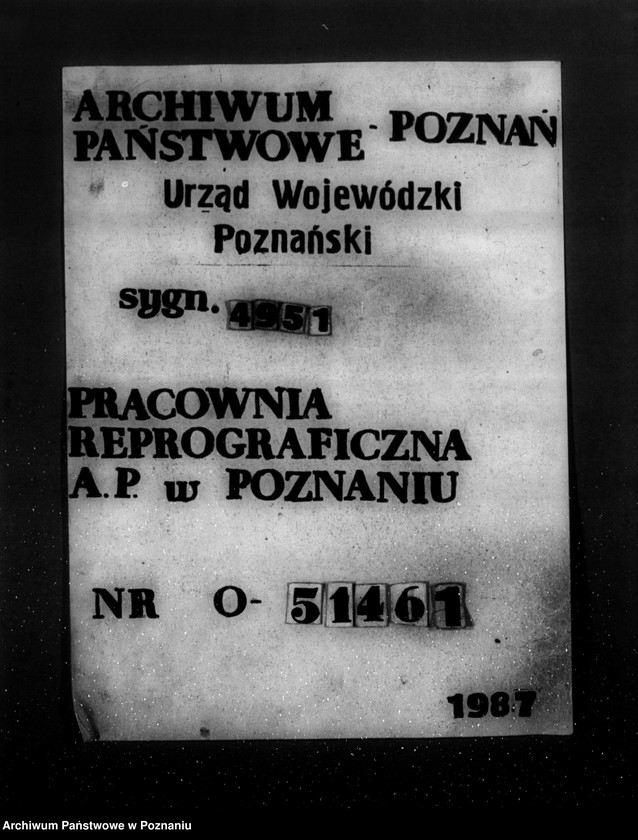 ARCHIWUM
PAŃSTWOWE - POZNAŃ
Urząd Wojewódzki
Poznański
sygn. 4951
PRACOWNIA
REPROGRAFICZNA
A.P. w POZNANIU
NR O- 51461
1987
Archiwum Państwowe w Poznaniu